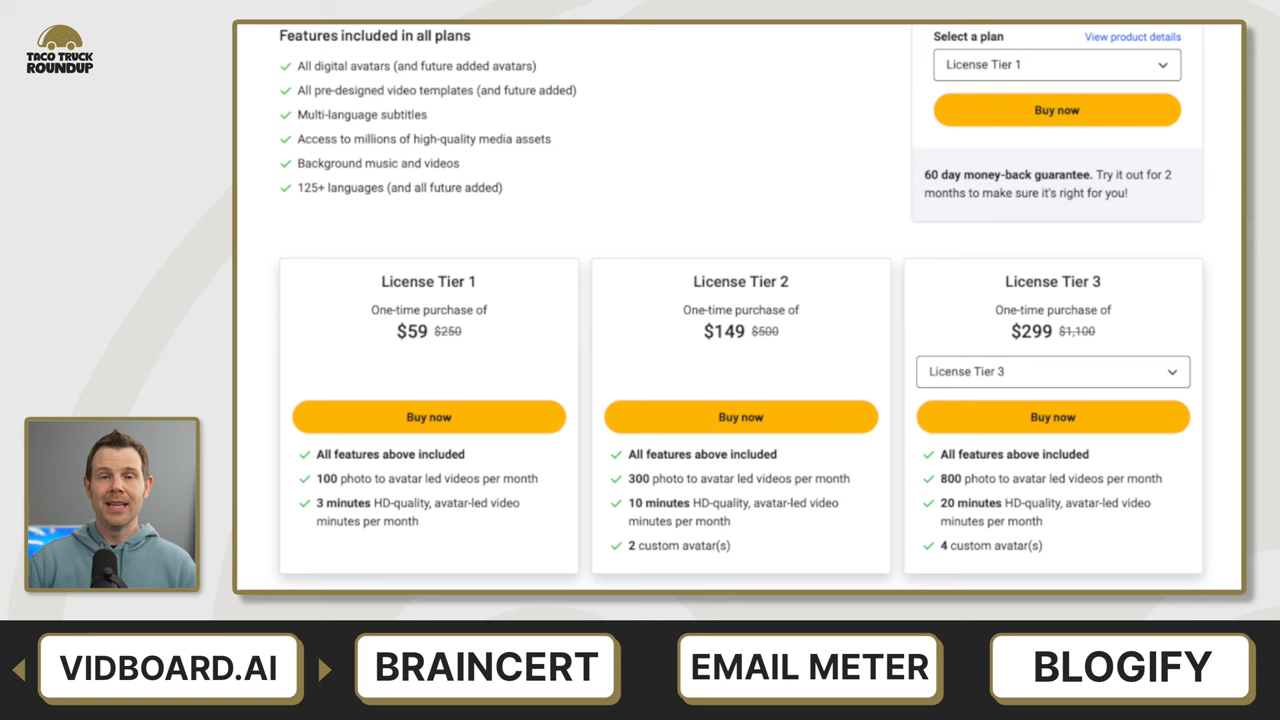 TACO TRUCK
ROUNDUP
Features included in all plans
All digital avatars (and future added avatars)
All pre-designed video templates (and future added)
Multi-language subtitles
Access to millions of high-quality media assets
Background music and videos
125+ languages (and all future added)
Select a plan
View product details
License Tier 1
Buy now
60 day money-back guarantee. Try it out for 2
months to make sure it's right for you!
License Tier 1
One-time purchase of
$59 $250
Buy now
All features above included
100 photo to avatar led videos per month
3 minutes HD-quality, avatar-led video
minutes per month
License Tier 2
One-time purchase of
$149 $500
Buy now
All features above included
300 photo to avatar led videos per month
10 minutes HD-quality, avatar-led video
minutes per month
2 custom avatar(s)
License Tier 3
One-time purchase of
$299 $1,100
License Tier 3
Buy now
All features above included
800 photo to avatar led videos per month
20 minutes HD-quality, avatar-led video
minutes per month
4 custom avatar(s)
VIDBOARD.AI
BRAINCERT
EMAIL METER
BLOGIFY